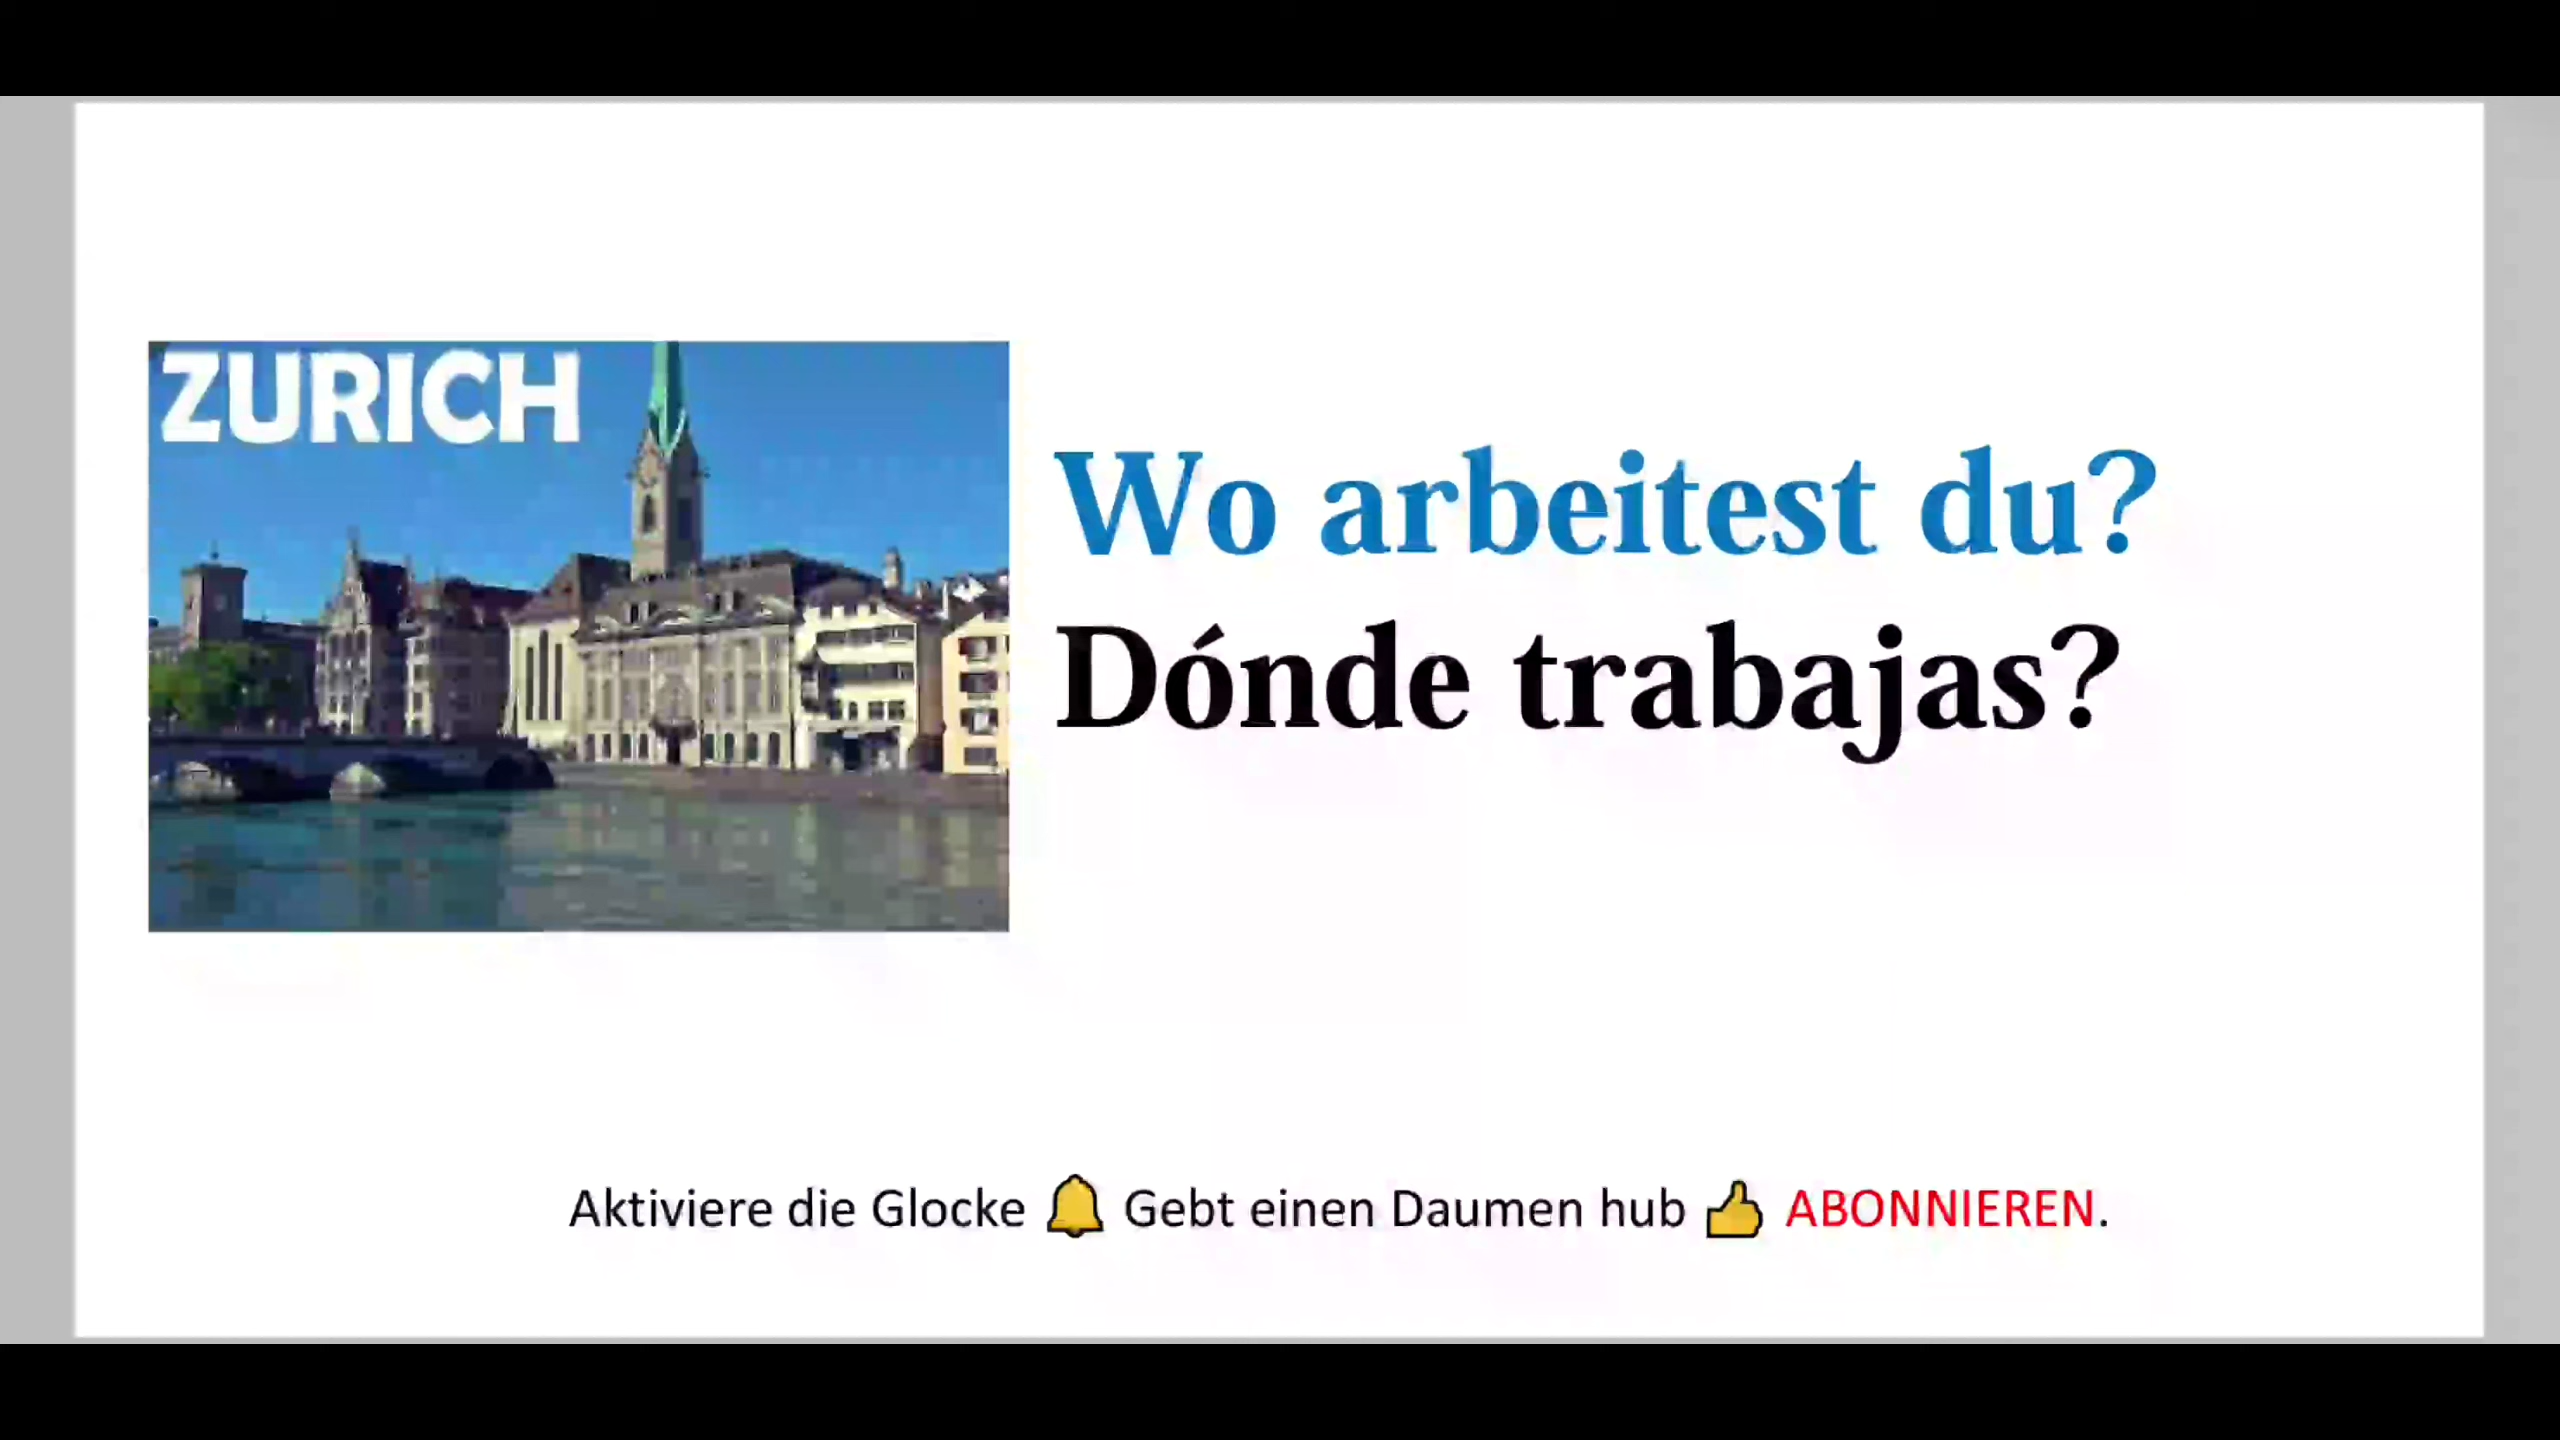 ZURICH
Wo arbeitest du?
Dónde trabajas?
Aktiviere die Glocke 🔔 Gebt einen Daumen hub 👍 ABONNIEREN.